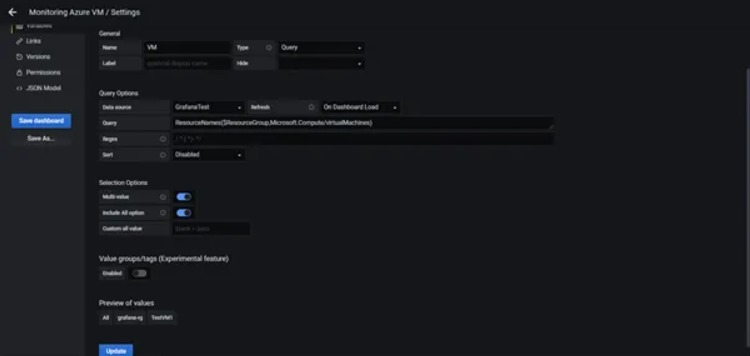 Monitoring Azure VM / Settings
Variables
Links
Versions
Permissions
JSON Model
Save dashboard
Save As...
General
Name VM Type Query
Label optional display name Hide
Query Options
Data source GrafanaTest Refresh On Dashboard Load
Query ResourceNames($ResourceGroup,Microsoft.Compute/virtualMachines)
Regex
Sort Disabled
Selection Options
Multi-value
Include All option
Custom all value blank = auto
Value groups/tags (Experimental feature)
Enabled
Preview of values
All grafana-rg TestVM1
Update